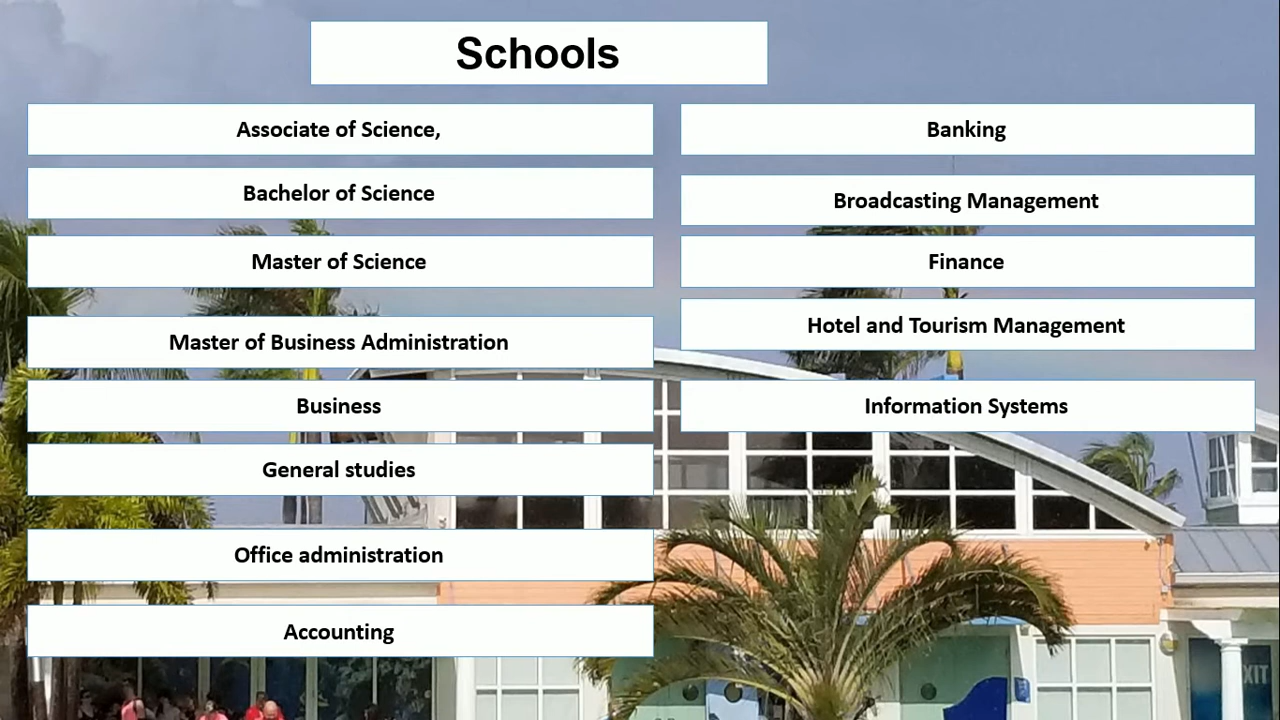 Schools
Associate of Science,
Bachelor of Science
Master of Science
Master of Business Administration
Business
General studies
Office administration
Accounting
Banking
Broadcasting Management
Finance
Hotel and Tourism Management
Information Systems
EXIT